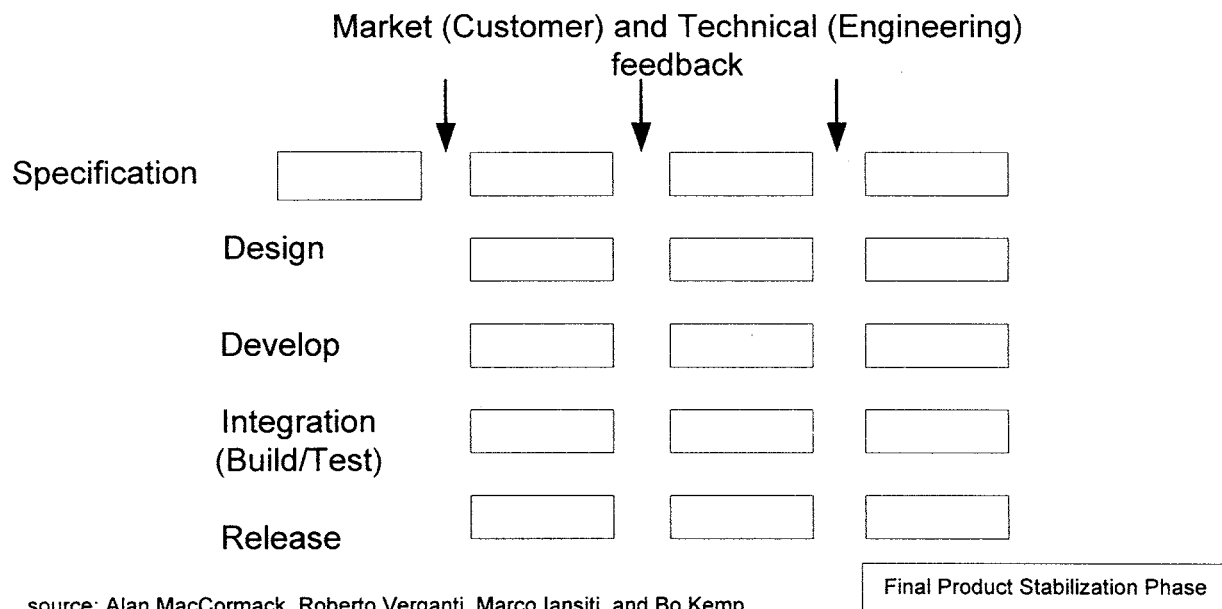 Market (Customer) and Technical (Engineering)
feedback
Specification
Design
Develop
Integration
(Build/Test)
Release
Final Product Stabilization Phase
source: Alan MacCormack, Roberto Verganti, Marco Iansiti, and Bo Kemp